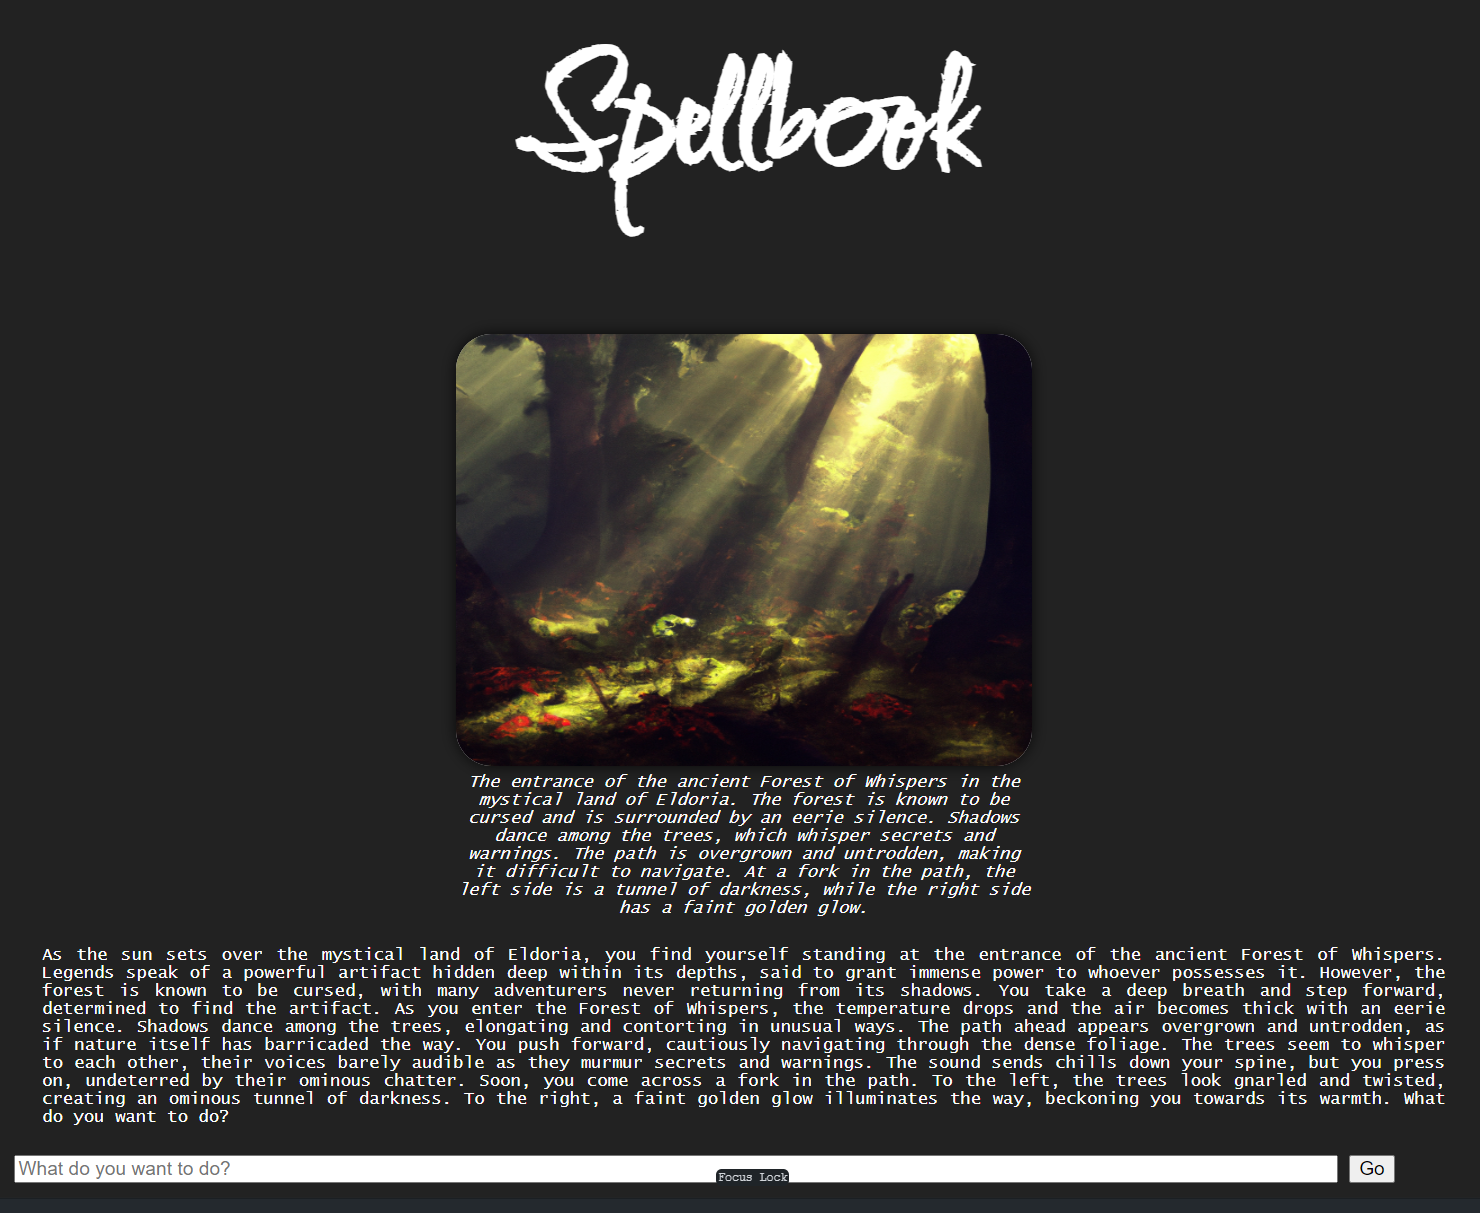 Spellbook
The entrance of the ancient Forest of Whispers in the
mystical land of Eldoria. The forest is known to be
cursed and is surrounded by an eerie silence. Shadows
dance among the trees, which whisper secrets and
warnings. The path is overgrown and untrodden, making
it difficult to navigate. At a fork in the path, the
left side is a tunnel of darkness, while the right side
has a faint golden glow.
As the sun sets over the mystical land of Eldoria, you find yourself standing at the entrance of the ancient Forest of Whispers.
Legends speak of a powerful artifact hidden deep within its depths, said to grant immense power to whoever possesses it. However, the
forest is known to be cursed, with many adventurers never returning from its shadows. You take a deep breath and step forward,
determined to find the artifact. As you enter the Forest of Whispers, the temperature drops and the air becomes thick with an eerie
silence. Shadows dance among the trees, elongating and contorting in unusual ways. The path ahead appears overgrown and untrodden, as
if nature itself has barricaded the way. You push forward, cautiously navigating through the dense foliage. The trees seem to whisper
to each other, their voices barely audible as they murmur secrets and warnings. The sound sends chills down your spine, but you press
on, undeterred by their ominous chatter. Soon, you come across a fork in the path. To the left, the trees look gnarled and twisted,
creating an ominous tunnel of darkness. To the right, a faint golden glow illuminates the way, beckoning you towards its warmth. What
do you want to do?
What do you want to do? Go
Focus Lock